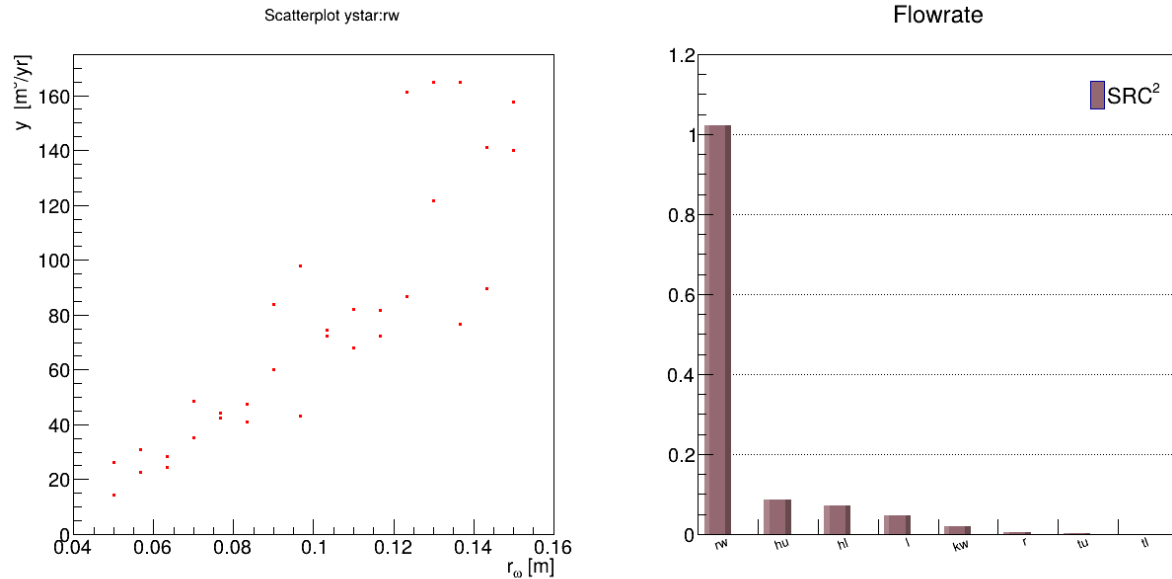 Scatterplot ystar:rw
y [m³/yr]
160
140
120
100
80
60
40
20
0
0.04 0.06 0.08 0.1 0.12 0.14 0.16
r_ω [m]
Flowrate
SRC²
1.2
1
0.8
0.6
0.4
0.2
0
rw hu hl l kw r tu tl